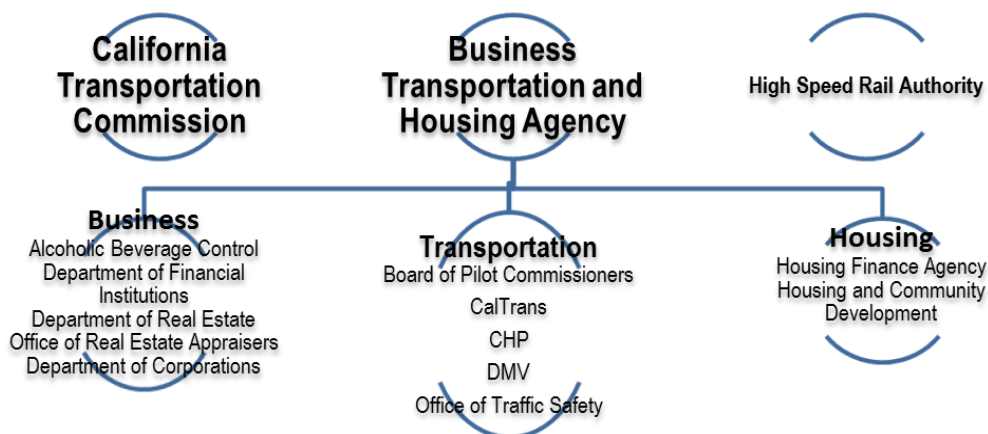 California
Transportation
Commission
Business
Transportation and
Housing Agency
High Speed Rail Authority
Business
Alcoholic Beverage Control
Department of Financial
Institutions
Department of Real Estate
Office of Real Estate Appraisers
Department of Corporations
Transportation
Board of Pilot Commissioners
CalTrans
CHP
DMV
Office of Traffic Safety
Housing
Housing Finance Agency
Housing and Community
Development